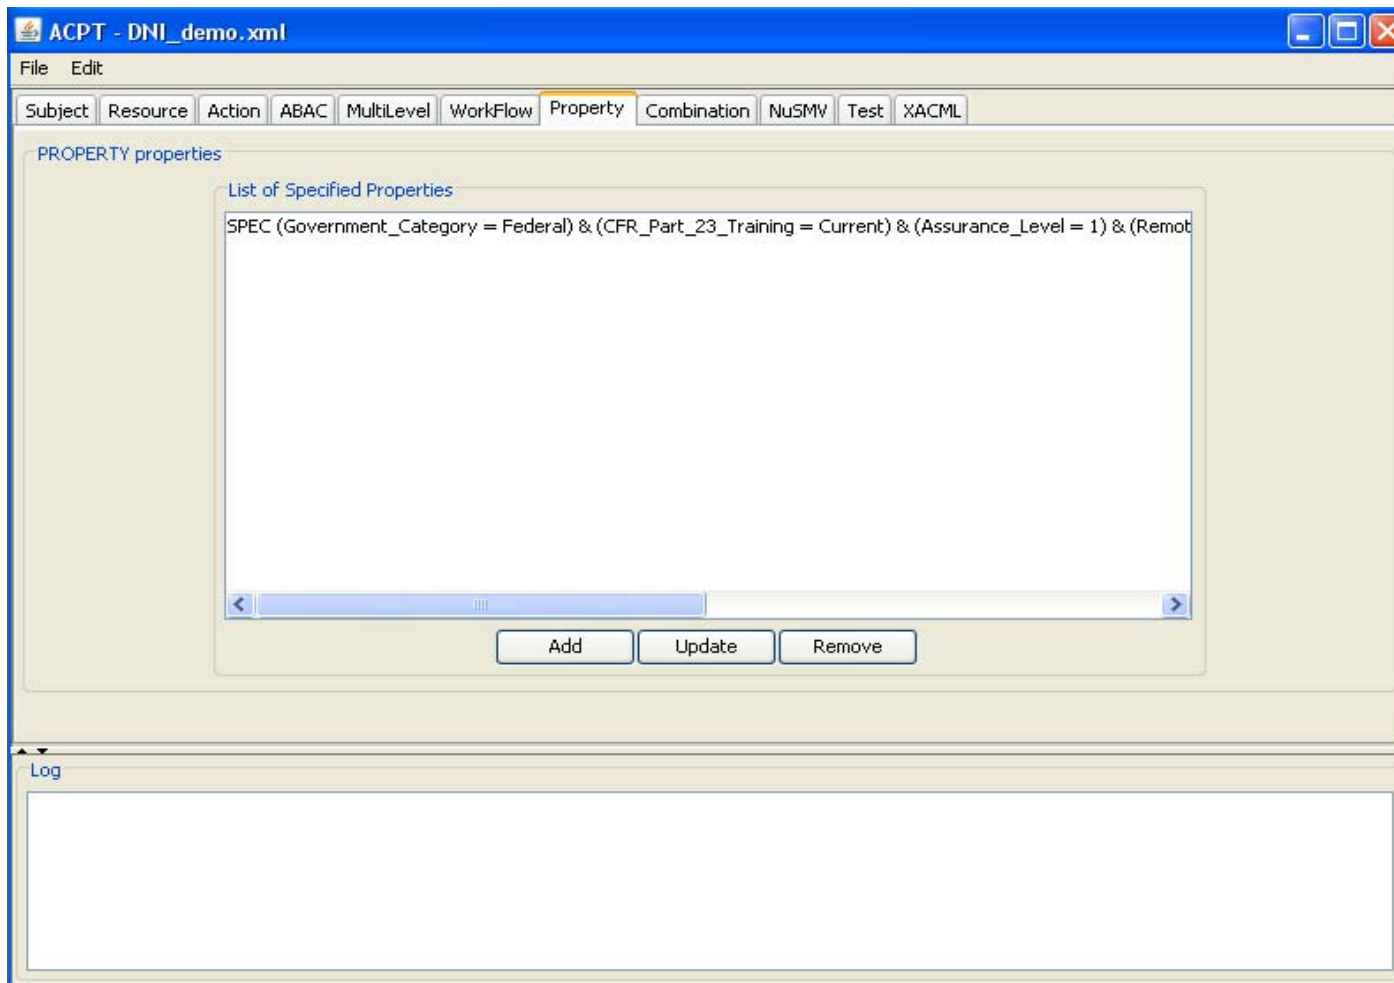 ACPT - DNI_demo.xml
File Edit
Subject Resource Action ABAC MultiLevel WorkFlow Property Combination NuSMV Test XACML
PROPERTY properties
List of Specified Properties
SPEC (Government_Category = Federal) & (CFR_Part_23_Training = Current) & (Assurance_Level = 1) & (Remot
Add Update Remove
Log